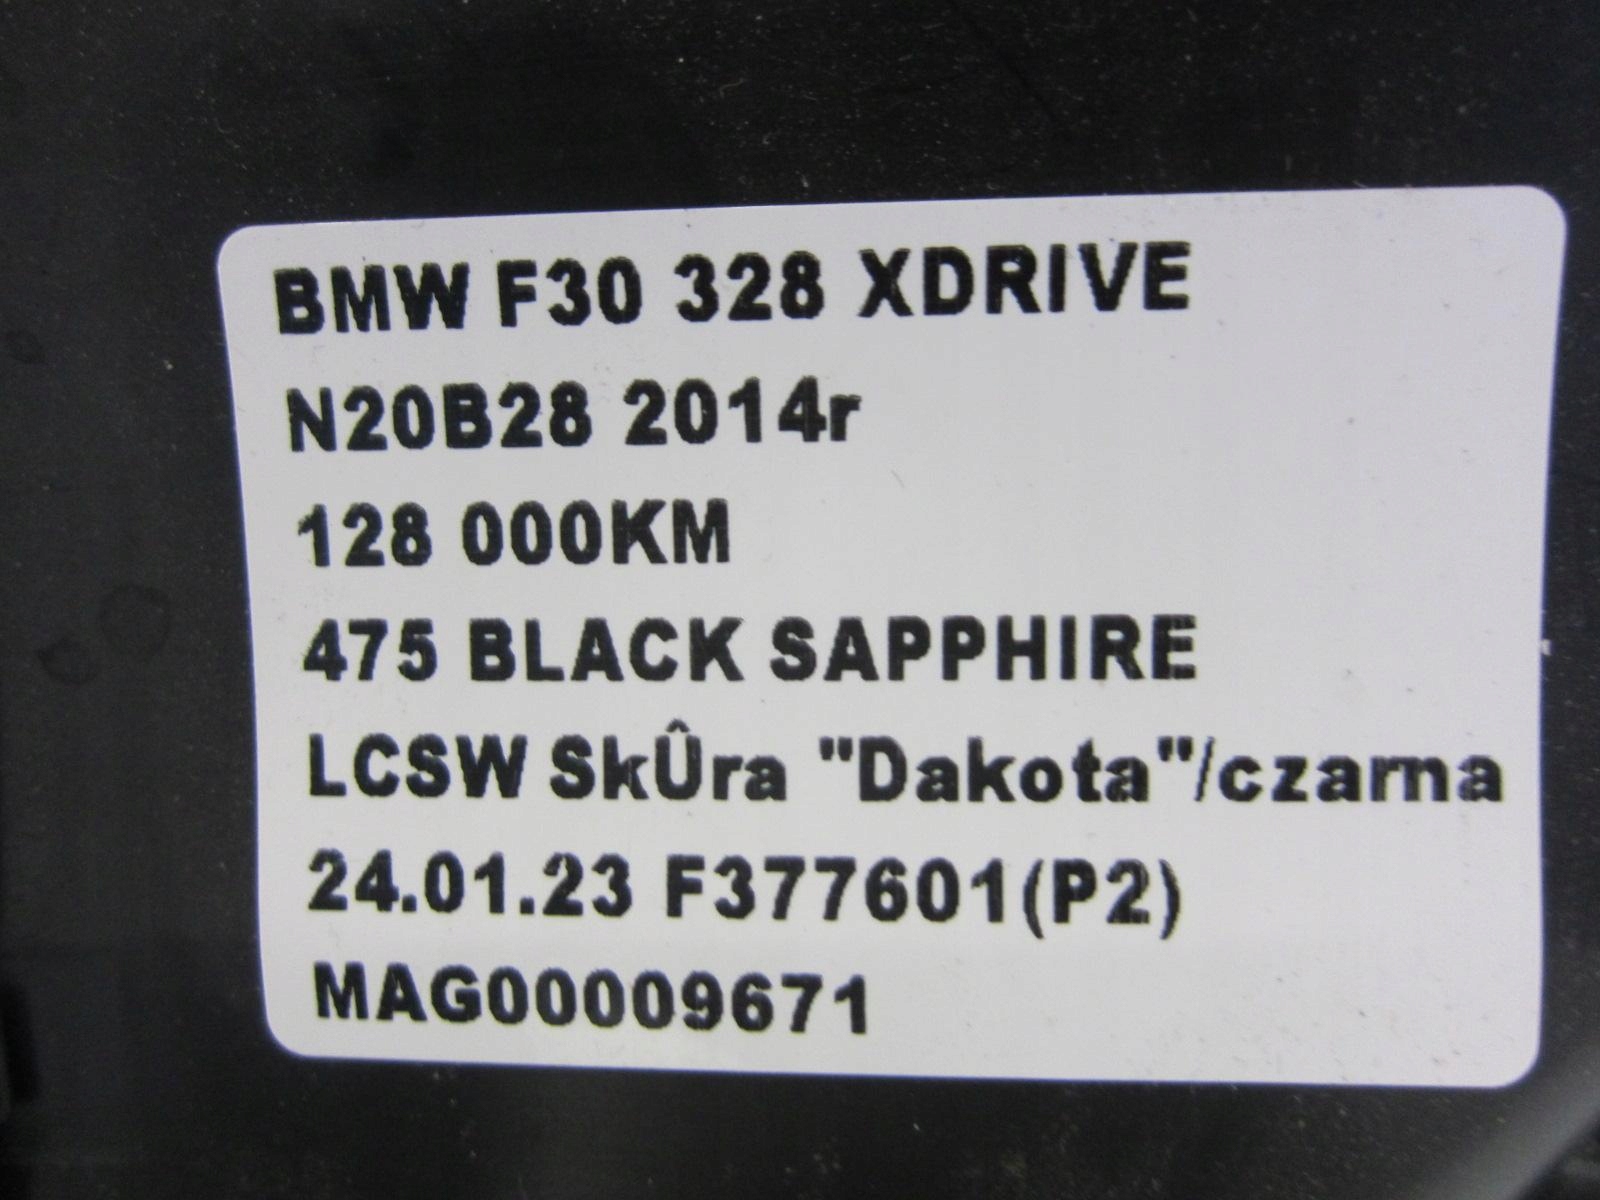 BMW F30 328 XDRIVE
N20B28 2014r
128 000KM
475 BLACK SAPPHIRE
LCSW SkÛra "Dakota"/czarna
24.01.23 F377601(P2)
MAG00009671